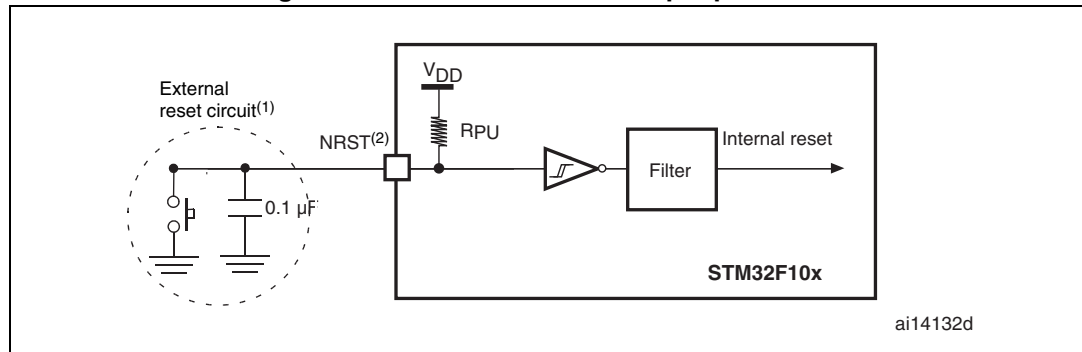 External
reset circuit(1)
VDD
NRST(2)
RPU
Internal reset
Filter
0.1 µF
STM32F10x
ai14132d